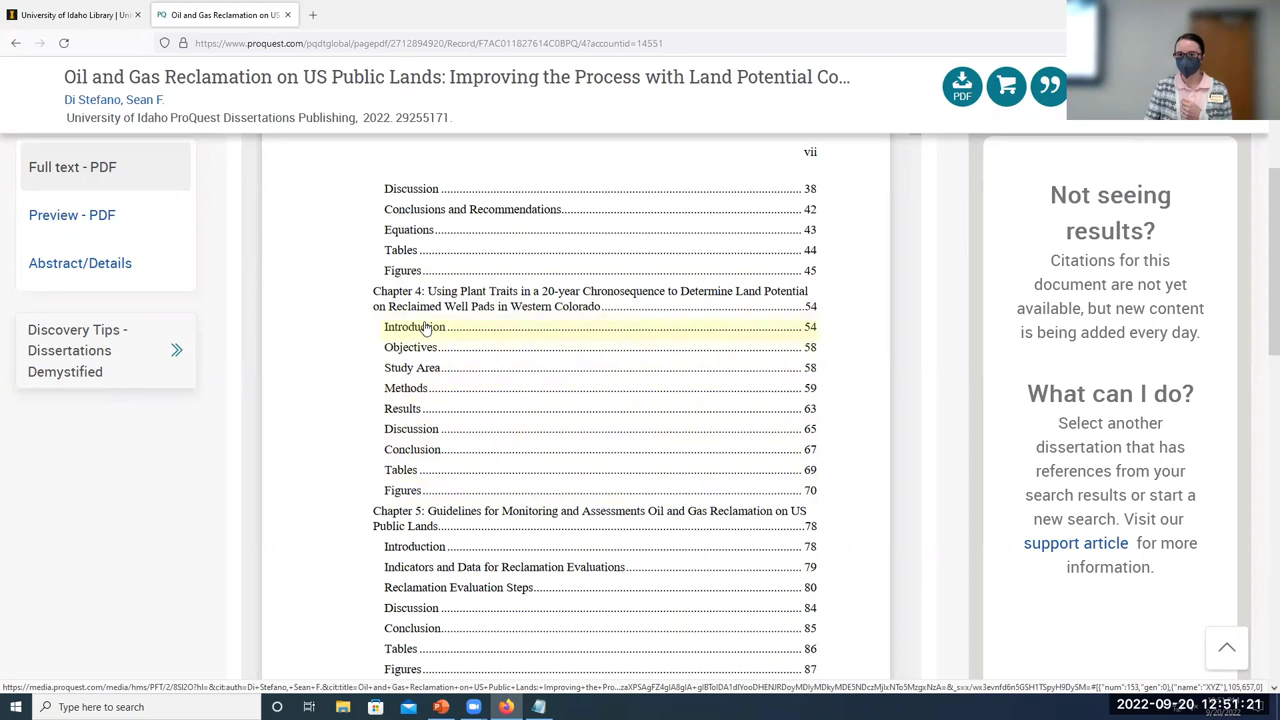 University of Idaho Library | Uni
Oil and Gas Reclamation on US
https://www.proquest.com/pqdtglobal/pagepdf/2712894920/Record/F7AC011827614C0BPQ/4?accountid=14551
Oil and Gas Reclamation on US Public Lands: Improving the Process with Land Potential Co...
Di Stefano, Sean F.
University of Idaho ProQuest Dissertations Publishing, 2022. 29255171.
PDF
Full text - PDF
Preview - PDF
Abstract/Details
Discovery Tips -
Dissertations
Demystified
vii
Discussion 38
Conclusions and Recommendations 42
Equations 43
Tables 44
Figures 45
Chapter 4: Using Plant Traits in a 20-year Chronosequence to Determine Land Potential
on Reclaimed Well Pads in Western Colorado 54
Introduction 54
Objectives 58
Study Area 58
Methods 59
Results 63
Discussion 65
Conclusion 67
Tables 69
Figures 70
Chapter 5: Guidelines for Monitoring and Assessments Oil and Gas Reclamation on US
Public Lands 78
Introduction 78
Indicators and Data for Reclamation Evaluations 79
Reclamation Evaluation Steps 80
Discussion 84
Conclusion 85
Tables 86
Figures 87
Not seeing
results?
Citations for this
document are not yet
available, but new content
is being added every day.
What can I do?
Select another
dissertation that has
references from your
search results or start a
new search. Visit our
support article for more
information.
Type here to search
2022-09-20 12:51:21